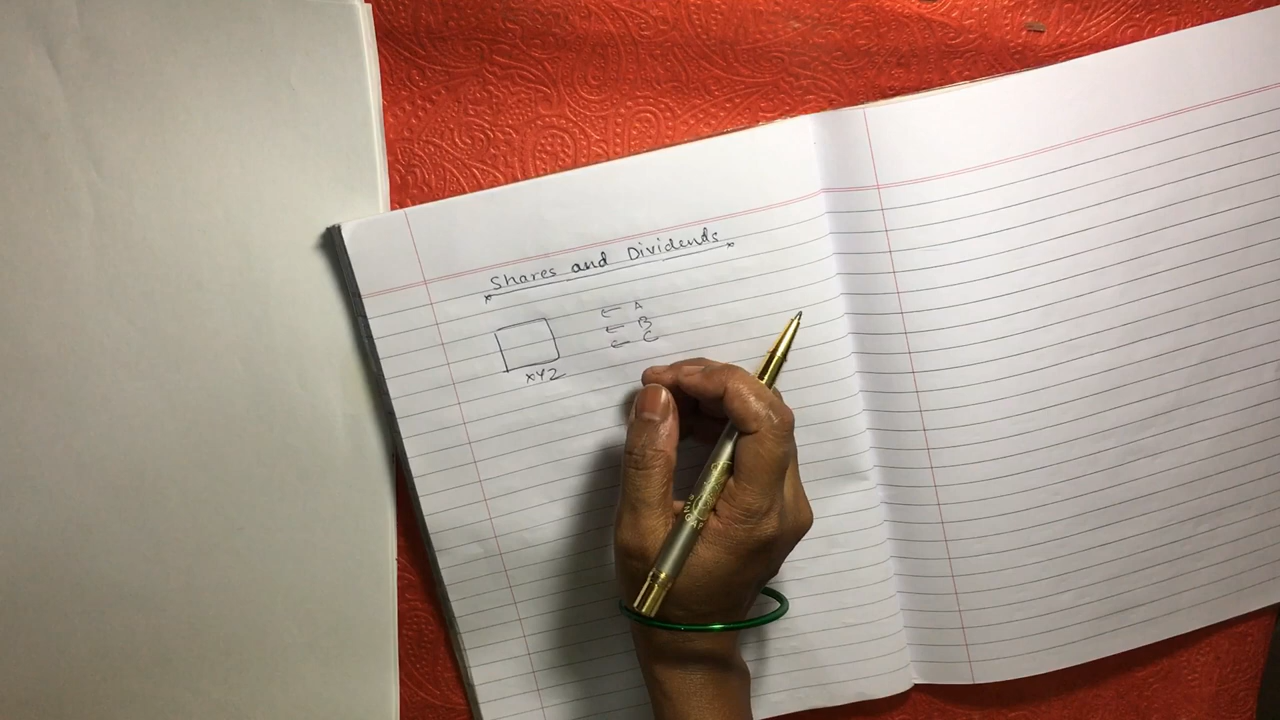 Shares and Dividends
← A
← B
← C
XYZ